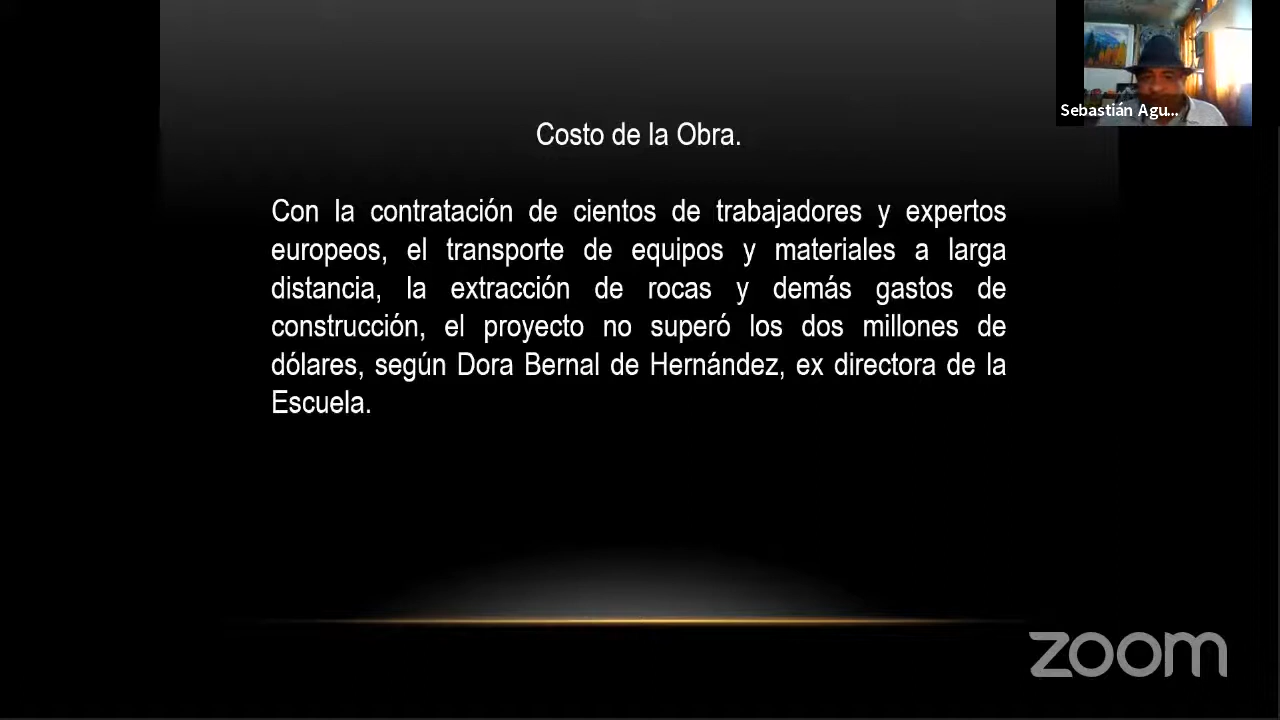 Sebastián Agu...
Costo de la Obra.
Con la contratación de cientos de trabajadores y expertos
europeos, el transporte de equipos y materiales a larga
distancia, la extracción de rocas y demás gastos de
construcción, el proyecto no superó los dos millones de
dólares, según Dora Bernal de Hernández, ex directora de la
Escuela.
zoom